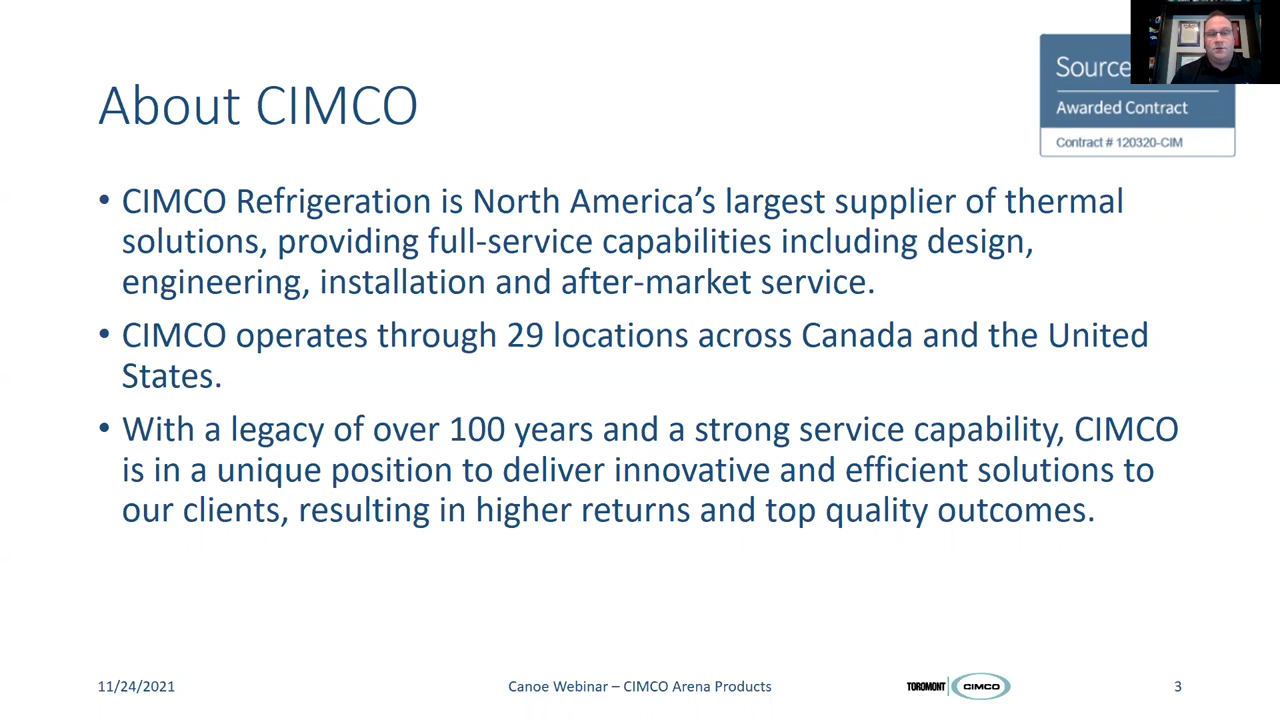 About CIMCO
Source
Awarded Contract
Contract # 120320-CIM
• CIMCO Refrigeration is North America’s largest supplier of thermal
solutions, providing full-service capabilities including design,
engineering, installation and after-market service.
• CIMCO operates through 29 locations across Canada and the United
States.
• With a legacy of over 100 years and a strong service capability, CIMCO
is in a unique position to deliver innovative and efficient solutions to
our clients, resulting in higher returns and top quality outcomes.
11/24/2021
Canoe Webinar – CIMCO Arena Products
TOROMONT CIMCO
3